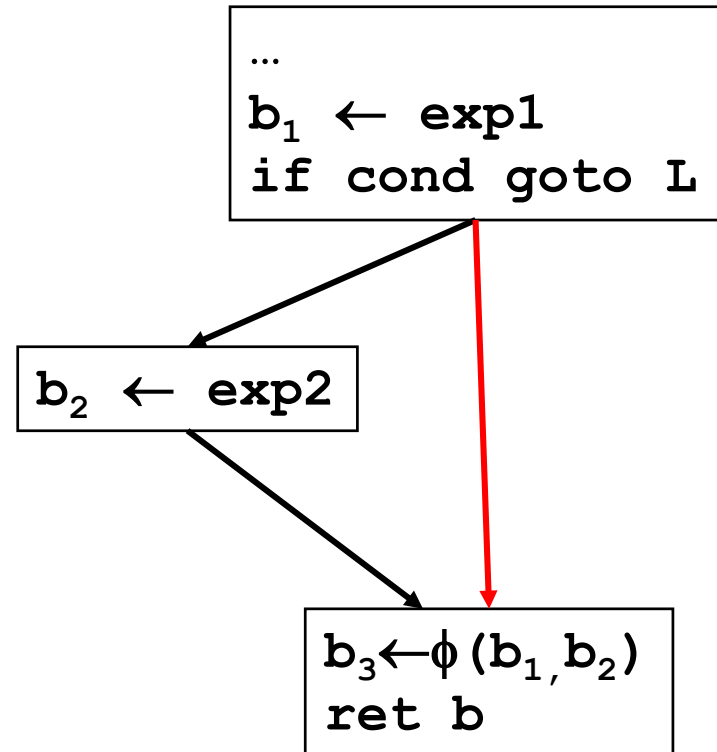 ...
b₁ ← exp1
if cond goto L
b₂ ← exp2
b₃←ϕ(b₁,b₂)
ret b